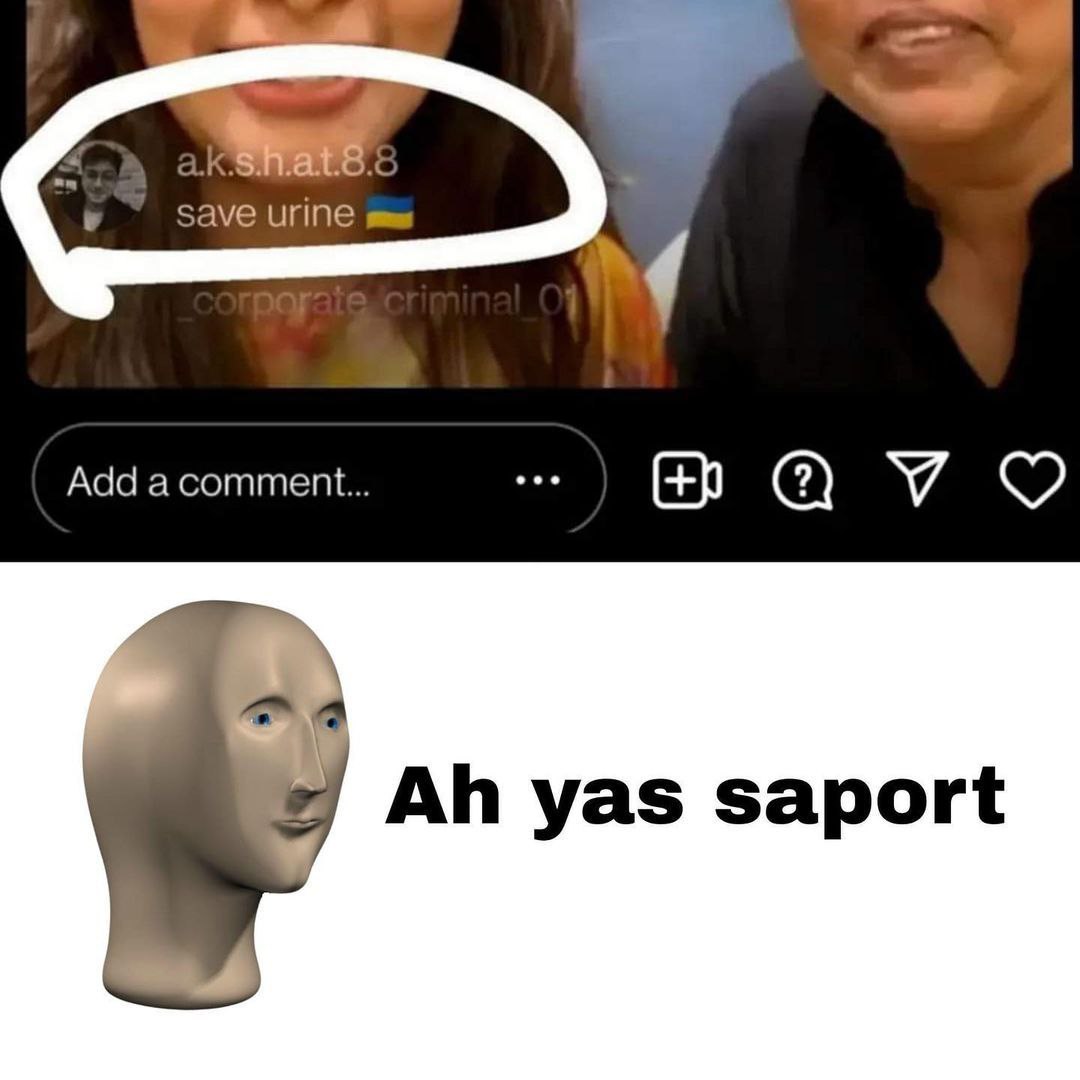 a.k.s.h.a.t.8.8
save urine 🇺🇦
_corporate_criminal_01
Add a comment...
Ah yas saport